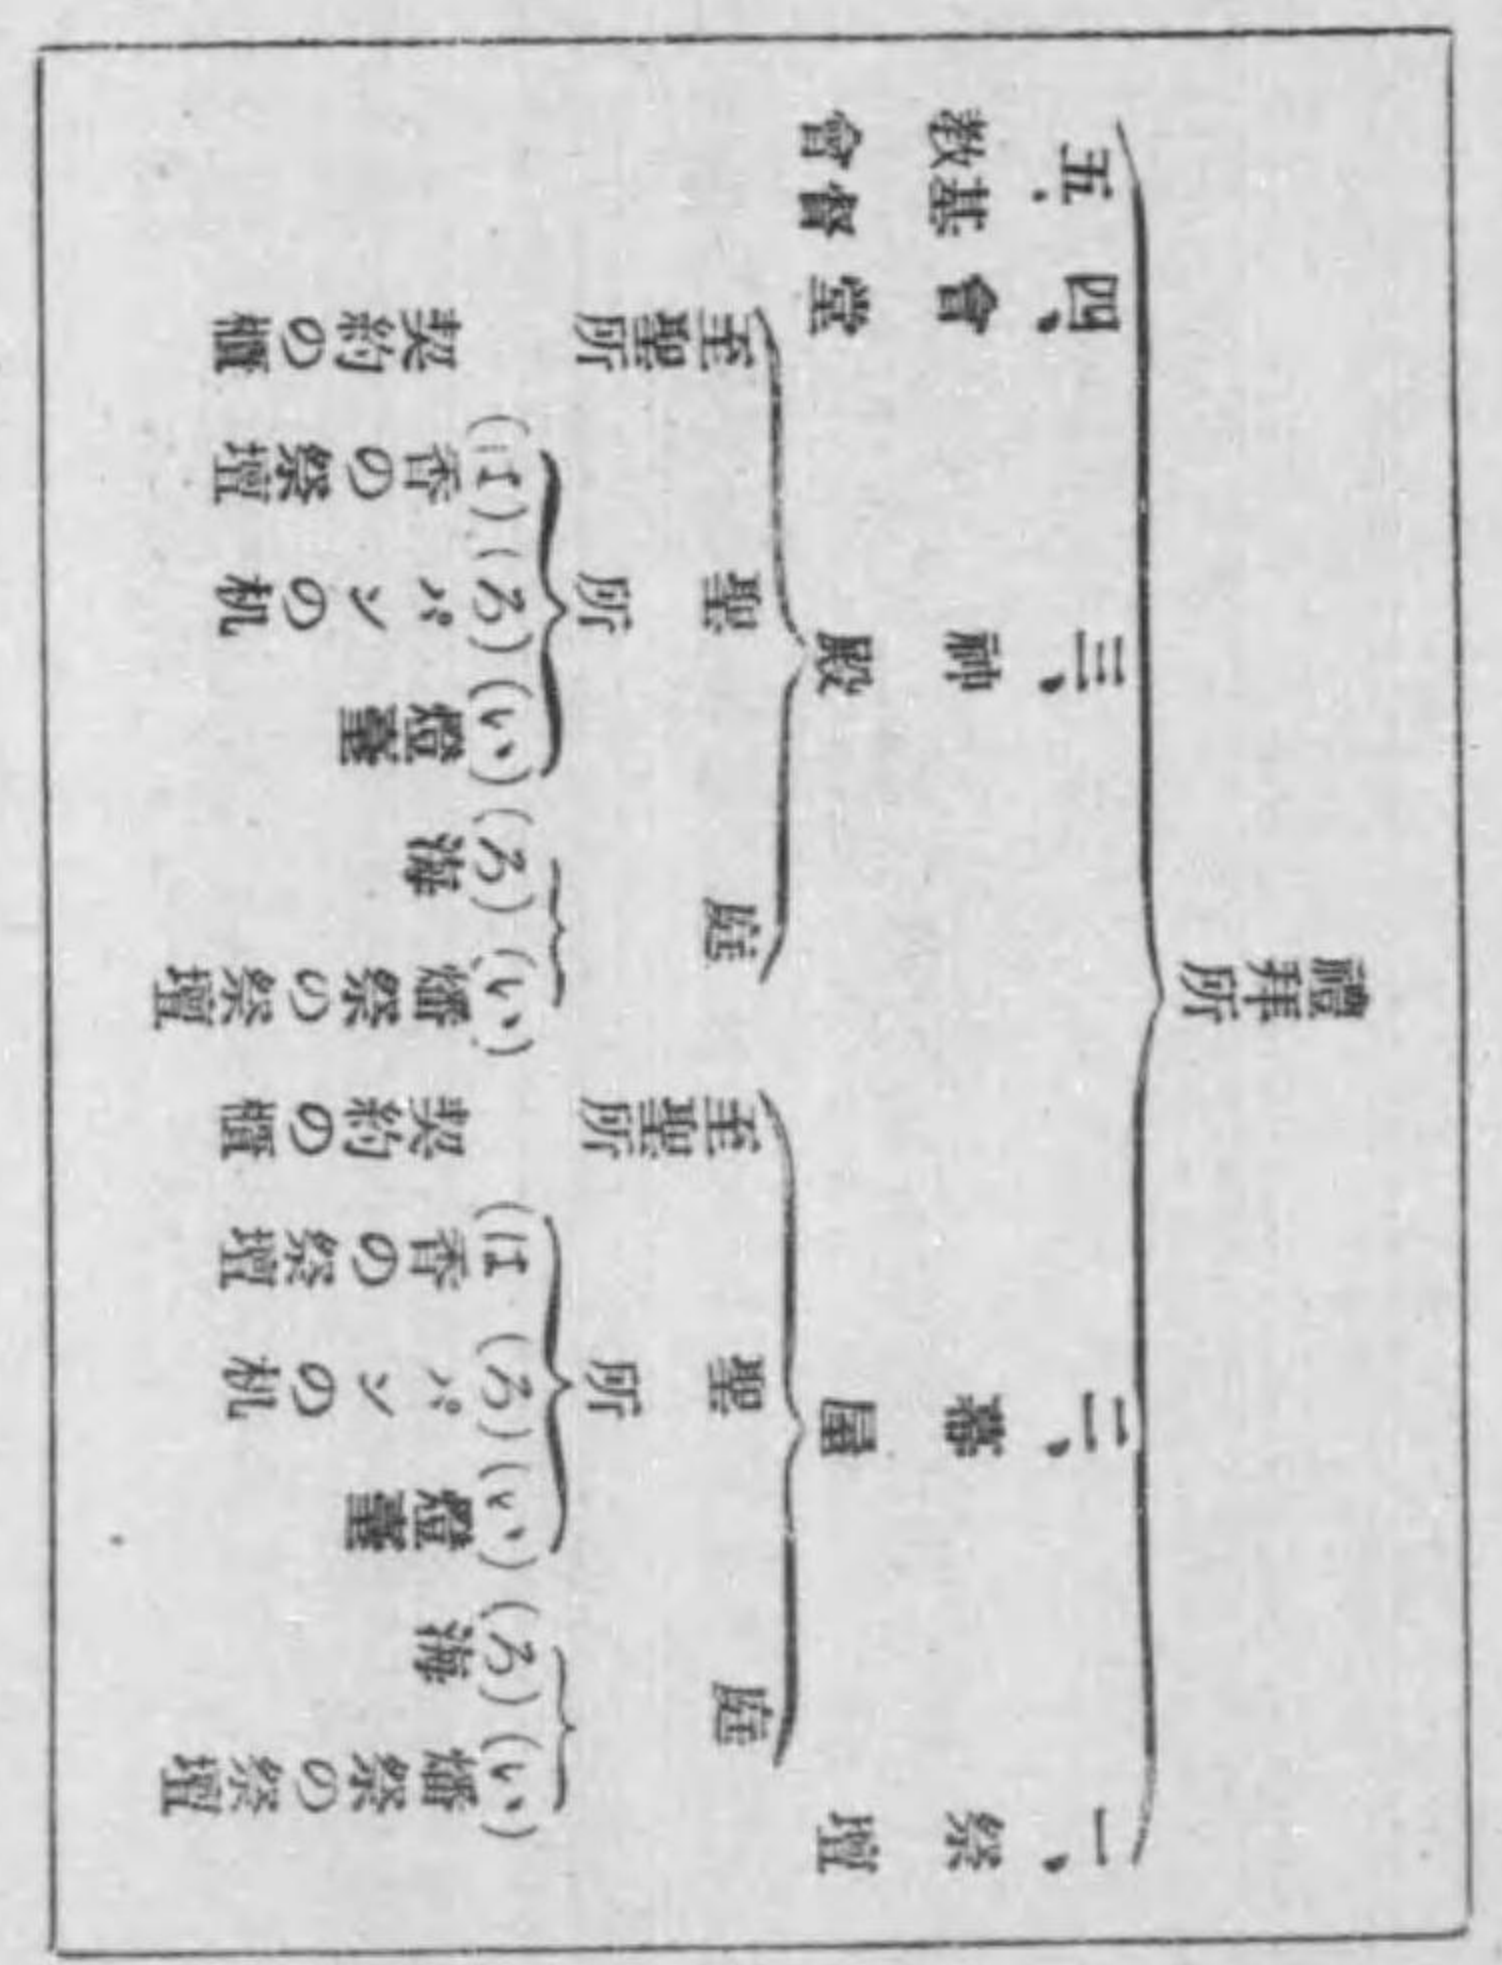 禮拜所
一、祭壇
二、幕屋
庭
(い)燔祭の祭壇
(ろ)海
聖所
(い)燈臺
(ろ)パンの机
(は香の祭壇
至聖所
契約の櫃
三、神殿
庭
(い)燔祭の祭壇
(ろ)海
聖所
(い)燈臺
(ろ)パンの机
(は)香の祭壇
至聖所
契約の櫃
四、會堂
五、基督教會